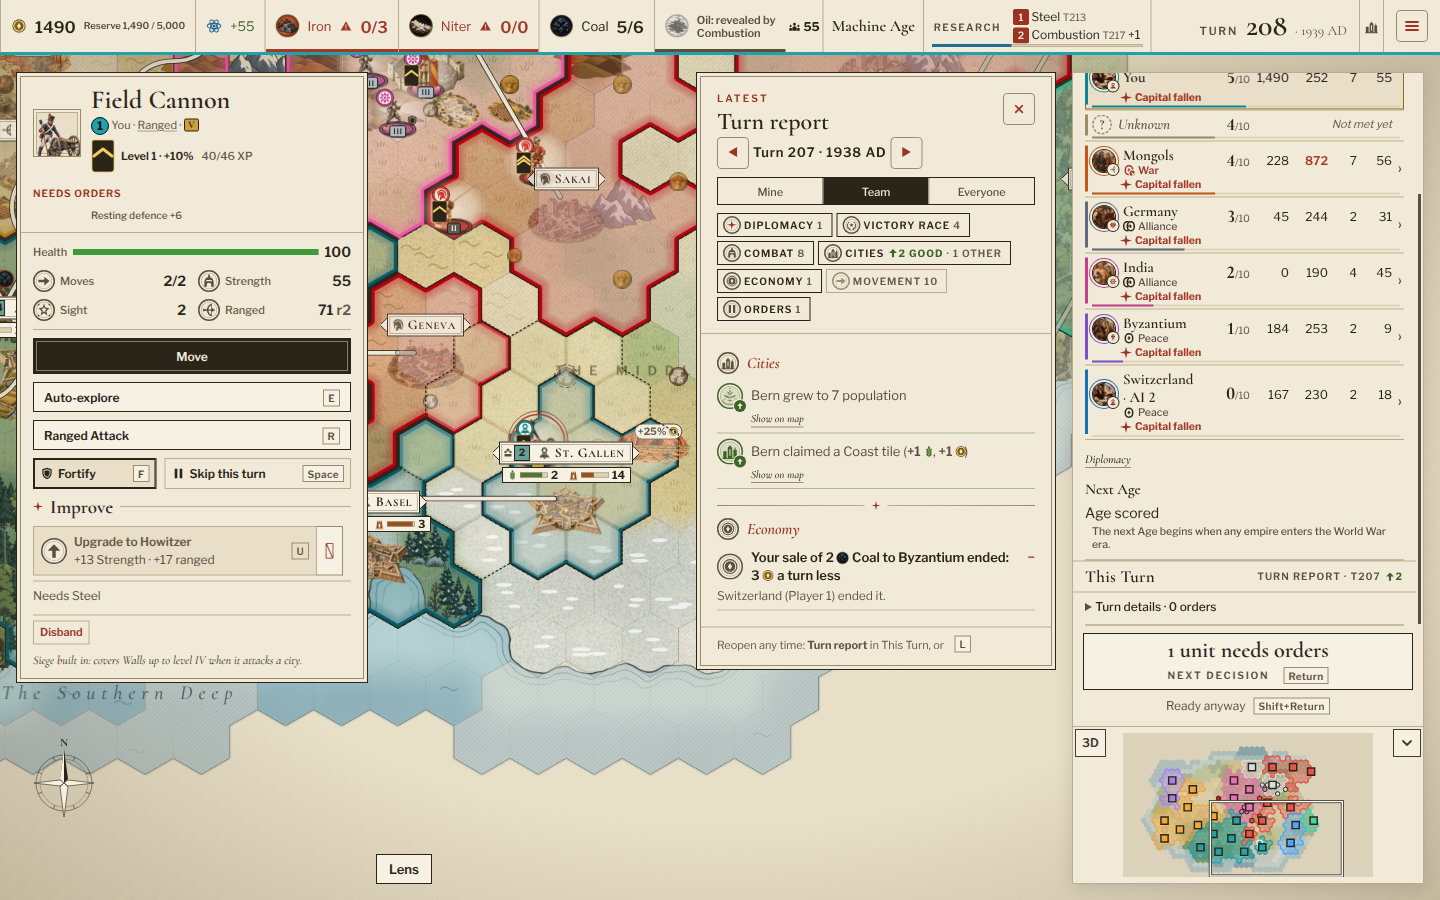 1490 Reserve 1,490 / 5,000
+55
Iron 0/3
Niter 0/0
Coal 5/6
Oil: revealed by
Combustion
55
Machine Age
RESEARCH
1 Steel T213
2 Combustion T217 +1
TURN 208 · 1939 AD
Field Cannon
1 You · Ranged · V
Level 1 · +10% 40/46 XP
NEEDS ORDERS
Resting defence +6
Health 100
Moves 2/2
Strength 55
Sight 2
Ranged 71 r2
Move
Auto-explore E
Ranged Attack R
Fortify F
Skip this turn Space
Improve
Upgrade to Howitzer
+13 Strength · +17 ranged
U
Needs Steel
Disband
Siege built in: covers Walls up to level IV when it attacks a city.
III
III
II
SAKAI
GENEVA
THE MIDD
+25%
2 ST. GALLEN
2 14
BASEL
3
The Southern Deep
N
Lens
LATEST
Turn report
×
Turn 207 · 1938 AD
Mine
Team
Everyone
DIPLOMACY 1
VICTORY RACE 4
COMBAT 8
CITIES 2 GOOD · 1 OTHER
ECONOMY 1
MOVEMENT 10
ORDERS 1
Cities
Bern grew to 7 population
Show on map
Bern claimed a Coast tile (+1 , +1 )
Show on map
Economy
Your sale of 2 Coal to Byzantium ended: −
3 a turn less
Switzerland (Player 1) ended it.
Reopen any time: Turn report in This Turn, or L
You 5/10 1,490 252 7 55
Capital fallen
? Unknown 4/10 Not met yet
Mongols 4/10 228 872 7 56 ›
War
Capital fallen
Germany 3/10 45 244 2 31 ›
Alliance
Capital fallen
India 2/10 0 190 4 45 ›
Alliance
Capital fallen
Byzantium 1/10 184 253 2 9 ›
Peace
Capital fallen
Switzerland
· AI 2 0/10 167 230 2 18 ›
Peace
Capital fallen
Diplomacy
Next Age
Age scored
The next Age begins when any empire enters the World War
era.
This Turn TURN REPORT · T207 2
Turn details · 0 orders
1 unit needs orders
NEXT DECISION Return
Ready anyway Shift+Return
3D